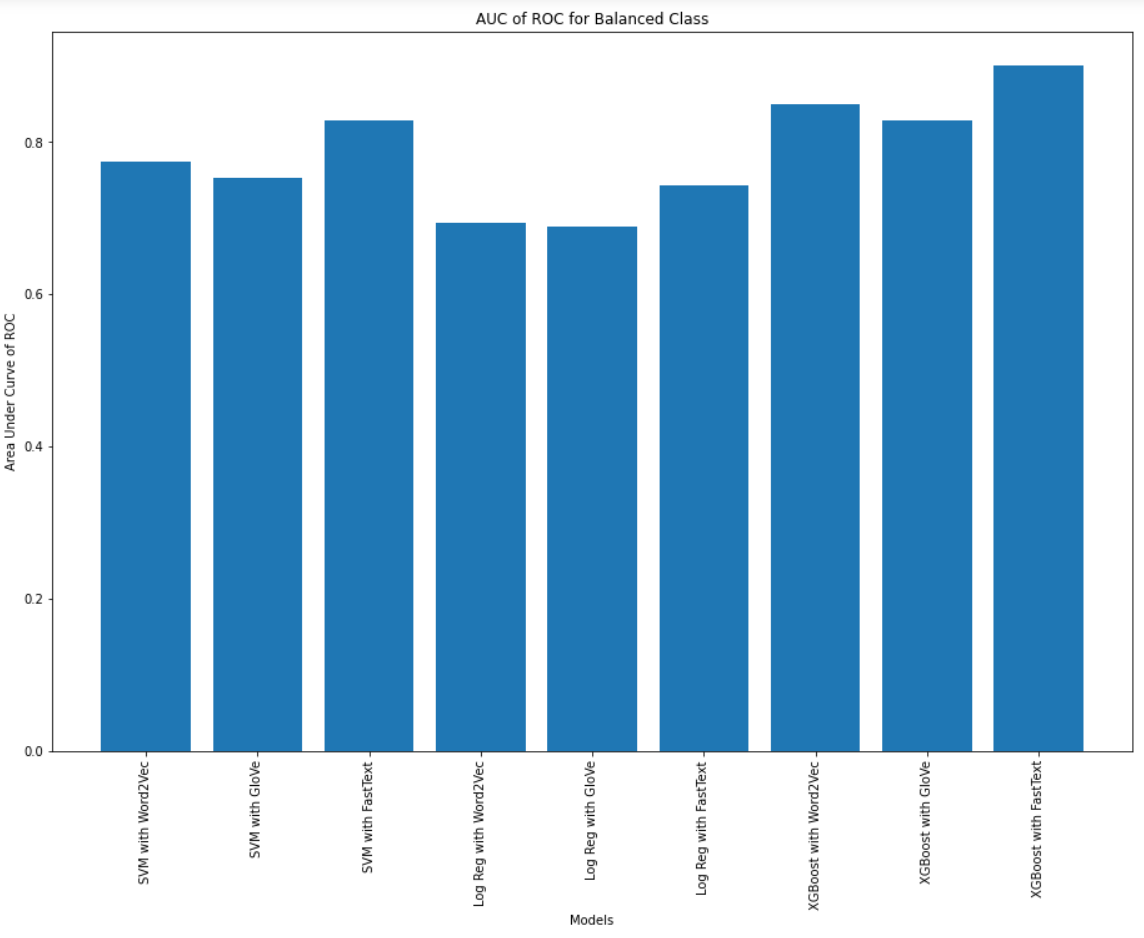 AUC of ROC for Balanced Class
Area Under Curve of ROC
0.8
0.6
0.4
0.2
0.0
SVM with Word2Vec
SVM with GloVe
SVM with FastText
Log Reg with Word2Vec
Log Reg with GloVe
Log Reg with FastText
XGBoost with Word2Vec
XGBoost with GloVe
XGBoost with FastText
Models